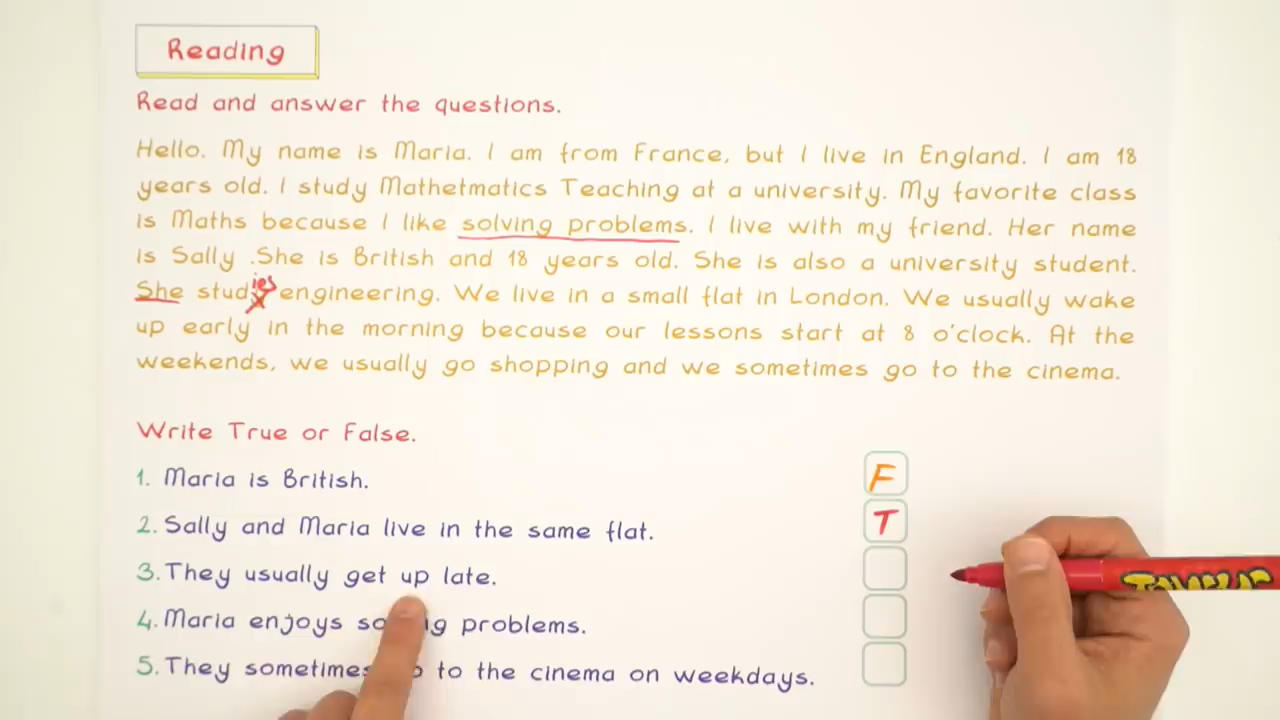 Reading
Read and answer the questions.
Hello. My name is Maria. I am from France, but I live in England. I am 18
years old. I study Mathetmatics Teaching at a university. My favorite class
is Maths because I like solving problems. I live with my friend. Her name
is Sally .She is British and 18 years old. She is also a university student.
She studies engineering. We live in a small flat in London. We usually wake
up early in the morning because our lessons start at 8 o'clock. At the
weekends, we usually go shopping and we sometimes go to the cinema.
Write True or False.
1. Maria is British. F
2. Sally and Maria live in the same flat. T
3. They usually get up late.
4. Maria enjoys problems.
5. They sometimes to the cinema on weekdays.